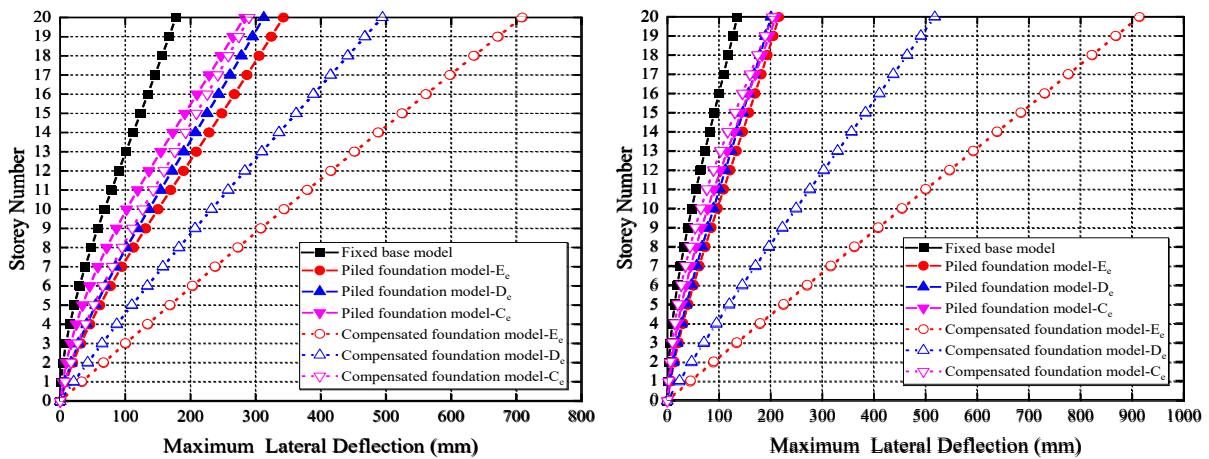 20
19
18
17
16
15
14
13
12
11
10
9
8
7
6
5
4
3
2
1
0
Storey Number
Fixed base model
Piled foundation model-Ee
Piled foundation model-De
Piled foundation model-Ce
Compensated foundation model-Ee
Compensated foundation model-De
Compensated foundation model-Ce
0 100 200 300 400 500 600 700 800
Maximum Lateral Deflection (mm)
20
19
18
17
16
15
14
13
12
11
10
9
8
7
6
5
4
3
2
1
0
Storey Number
Fixed base model
Piled foundation model-Ee
Piled foundation model-De
Piled foundation model-Ce
Compensated foundation model-Ee
Compensated foundation model-De
Compensated foundation model-Ce
0 100 200 300 400 500 600 700 800 900 1000
Maximum Lateral Deflection (mm)